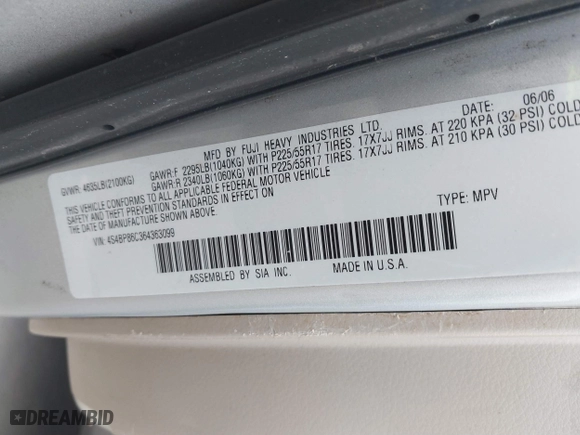 MFD BY FUJI HEAVY INDUSTRIES LTD. DATE: 06/06
GVWR: 4635LB(2100KG) GAWR:F 2295LB(1040KG) WITH P225/55R17 TIRES. 17X7JJ RIMS. AT 220 KPA (32 PSI) COLD
GAWR:R 2340LB(1060KG) WITH P225/55R17 TIRES. 17X7JJ RIMS. AT 210 KPA (30 PSI) COLD
THIS VEHICLE CONFORMS TO ALL APPLICABLE FEDERAL MOTOR VEHICLE
SAFETY AND THEFT PREVENTION STANDARDS IN EFFECT ON
THE DATE OF MANUFACTURE SHOWN ABOVE.
VIN: 4S4BP86C364363099 TYPE: MPV
ASSEMBLED BY SIA INC. MADE IN U.S.A.
DREAMBID